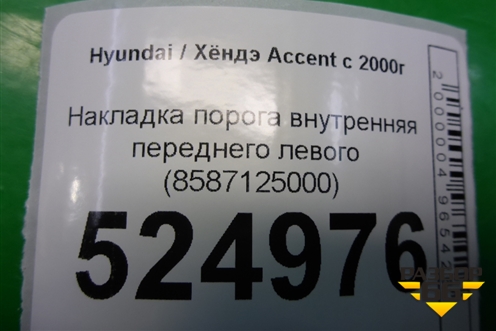 Hyundai / Хёндэ Accent с 2000г
Накладка порога внутренняя
переднего левого
(8587125000)
524976